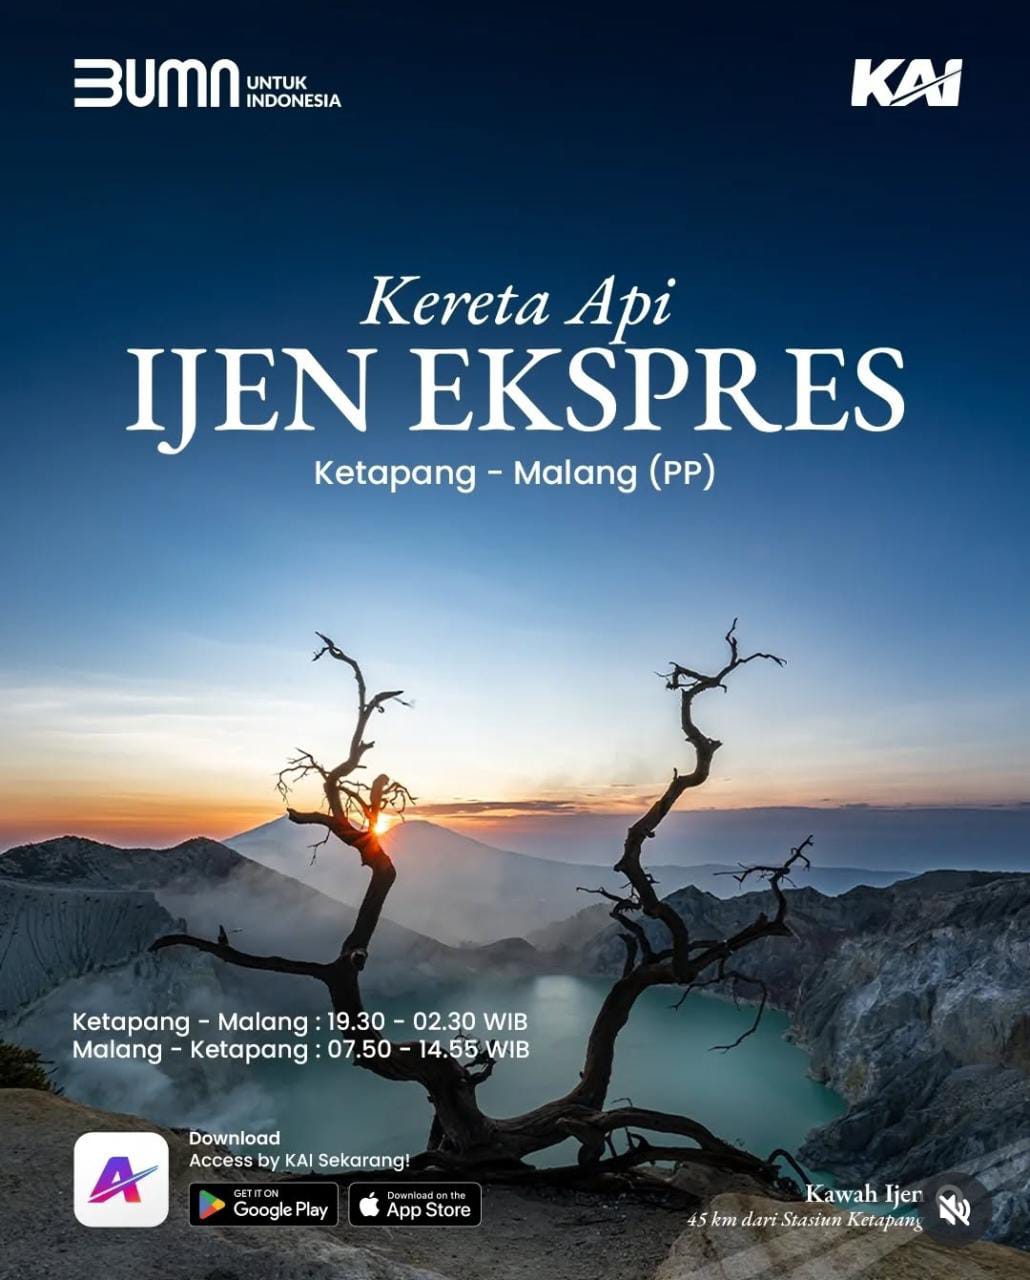 BUMN UNTUK
INDONESIA
KAI
Kereta Api
IJEN EKSPRES
Ketapang - Malang (PP)
Ketapang - Malang : 19.30 - 02.30 WIB
Malang - Ketapang : 07.50 - 14.55 WIB
A
Download
Access by KAI Sekarang!
GET IT ON
Google Play
Download on the
App Store
Kawah Ijen
45 km dari Stasiun Ketapang